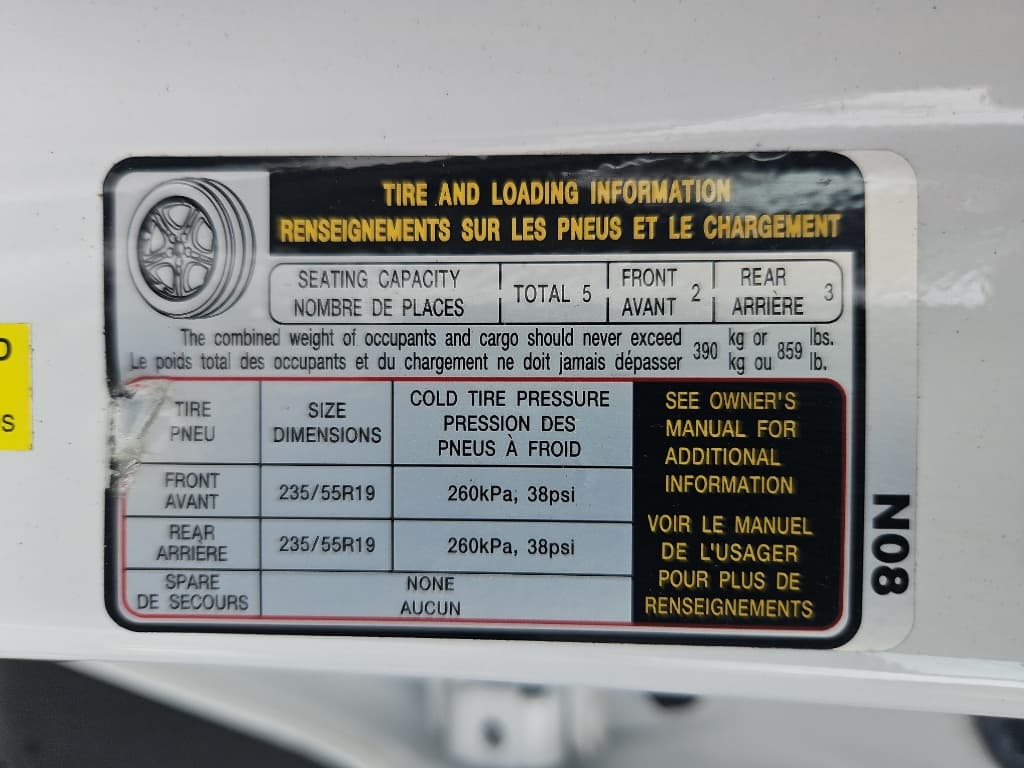 TIRE AND LOADING INFORMATION
RENSEIGNEMENTS SUR LES PNEUS ET LE CHARGEMENT
SEATING CAPACITY
NOMBRE DE PLACES
TOTAL 5
FRONT
AVANT
2
REAR
ARRIÈRE
3
The combined weight of occupants and cargo should never exceed
Le poids total des occupants et du chargement ne doit jamais dépasser
390
kg or
kg ou
859
lbs.
lb.
TIRE
PNEU
SIZE
DIMENSIONS
COLD TIRE PRESSURE
PRESSION DES
PNEUS À FROID
FRONT
AVANT
235/55R19
260kPa, 38psi
REAR
ARRIÈRE
235/55R19
260kPa, 38psi
SPARE
DE SECOURS
NONE
AUCUN
SEE OWNER'S
MANUAL FOR
ADDITIONAL
INFORMATION
VOIR LE MANUEL
DE L'USAGER
POUR PLUS DE
RENSEIGNEMENTS
N08